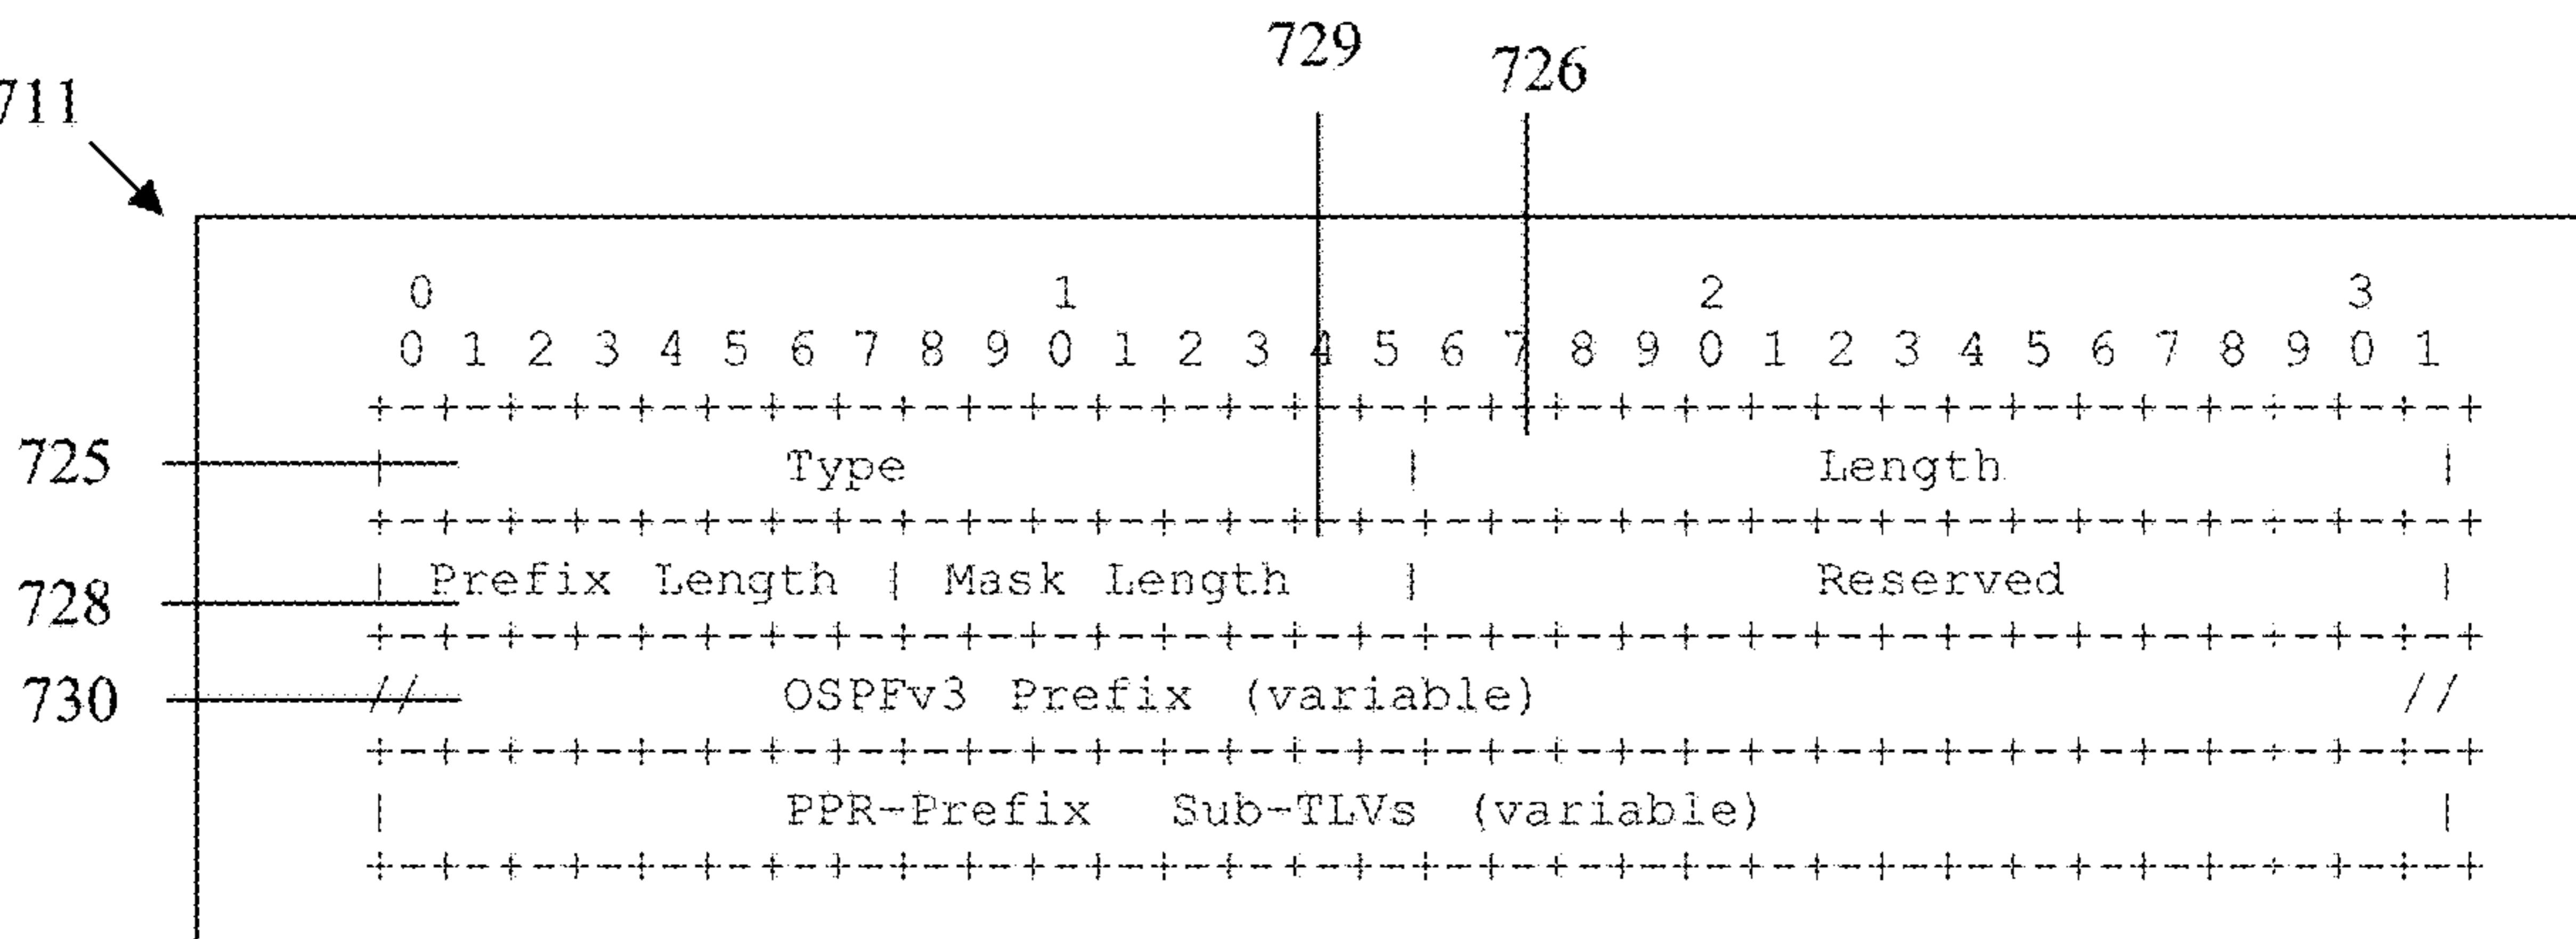 729
726
711
0 1 2 3
0 1 2 3 4 5 6 7 8 9 0 1 2 3 4 5 6 7 8 9 0 1 2 3 4 5 6 7 8 9 0 1
+-+-+-+-+-+-+-+-+-+-+-+-+-+-+-+-+-+-+-+-+-+-+-+-+-+-+-+-+-+-+-+-+
725 | Type | Length |
+-+-+-+-+-+-+-+-+-+-+-+-+-+-+-+-+-+-+-+-+-+-+-+-+-+-+-+-+-+-+-+-+
728 | Prefix Length | Mask Length | Reserved |
+-+-+-+-+-+-+-+-+-+-+-+-+-+-+-+-+-+-+-+-+-+-+-+-+-+-+-+-+-+-+-+-+
730 // OSPFv3 Prefix (variable) //
+-+-+-+-+-+-+-+-+-+-+-+-+-+-+-+-+-+-+-+-+-+-+-+-+-+-+-+-+-+-+-+-+
| PPR-Prefix Sub-TLVs (variable) |
+-+-+-+-+-+-+-+-+-+-+-+-+-+-+-+-+-+-+-+-+-+-+-+-+-+-+-+-+-+-+-+-+